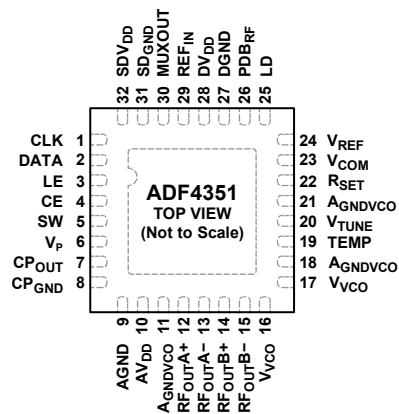 32 SDVDD
31 SDGND
30 MUXOUT
29 REFIN
28 DVDD
27 DGND
26 PDBRF
25 LD
CLK 1
DATA 2
LE 3
CE 4
SW 5
VP 6
CPOUT 7
CPGND 8
ADF4351
TOP VIEW
(Not to Scale)
24 VREF
23 VCOM
22 RSET
21 AGNDVCO
20 VTUNE
19 TEMP
18 AGNDVCO
17 VVCO
AGND 9
AVDD 10
AGNDVCO 11
RFOUTA+ 12
RFOUTA− 13
RFOUTB+ 14
RFOUTB− 15
VVCO 16